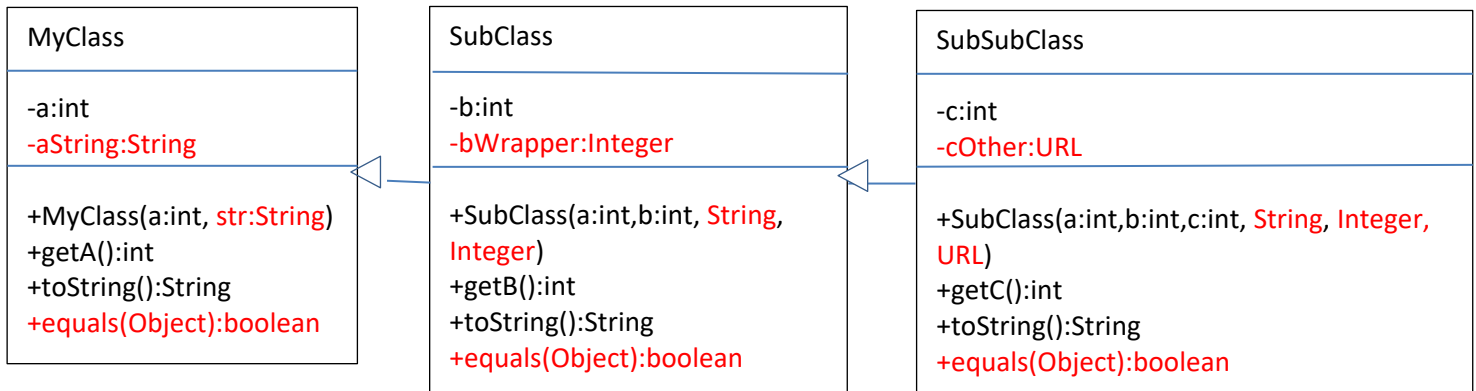 MyClass
-a:int
-aString:String
+MyClass(a:int, str:String)
+getA():int
+toString():String
+equals(Object):boolean
SubClass
-b:int
-bWrapper:Integer
+SubClass(a:int,b:int, String,
Integer)
+getB():int
+toString():String
+equals(Object):boolean
SubSubClass
-c:int
-cOther:URL
+SubClass(a:int,b:int,c:int, String, Integer,
URL)
+getC():int
+toString():String
+equals(Object):boolean